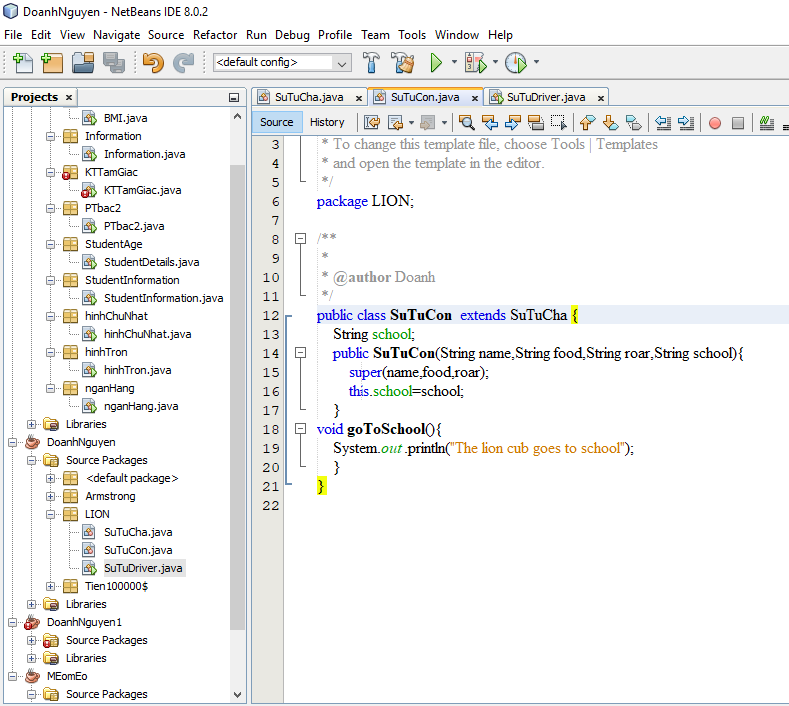 DoanhNguyen - NetBeans IDE 8.0.2
File Edit View Navigate Source Refactor Run Debug Profile Team Tools Window Help
<default config>
Projects
BMI.java
Information
Information.java
KTTamGiac
KTTamGiac.java
PTbac2
PTbac2.java
StudentAge
StudentDetails.java
StudentInformation
StudentInformation.java
hinhChuNhat
hinhChuNhat.java
hinhTron
hinhTron.java
nganHang
nganHang.java
Libraries
DoanhNguyen
Source Packages
<default package>
Armstrong
LION
SuTuCha.java
SuTuCon.java
SuTuDriver.java
Tien100000$
Libraries
DoanhNguyen1
Source Packages
Libraries
MEomEo
Source Packages
SuTuCha.java SuTuCon.java SuTuDriver.java
Source History
3 * To change this template file, choose Tools | Templates
4 * and open the template in the editor.
5 */
6 package LION;
7
8 /**
9 *
10 * @author Doanh
11 */
12 public class SuTuCon extends SuTuCha {
13 String school;
14 public SuTuCon(String name,String food,String roar,String school){
15 super(name,food,roar);
16 this.school=school;
17 }
18 void goToSchool(){
19 System.out .println("The lion cub goes to school");
20 }
21 }
22